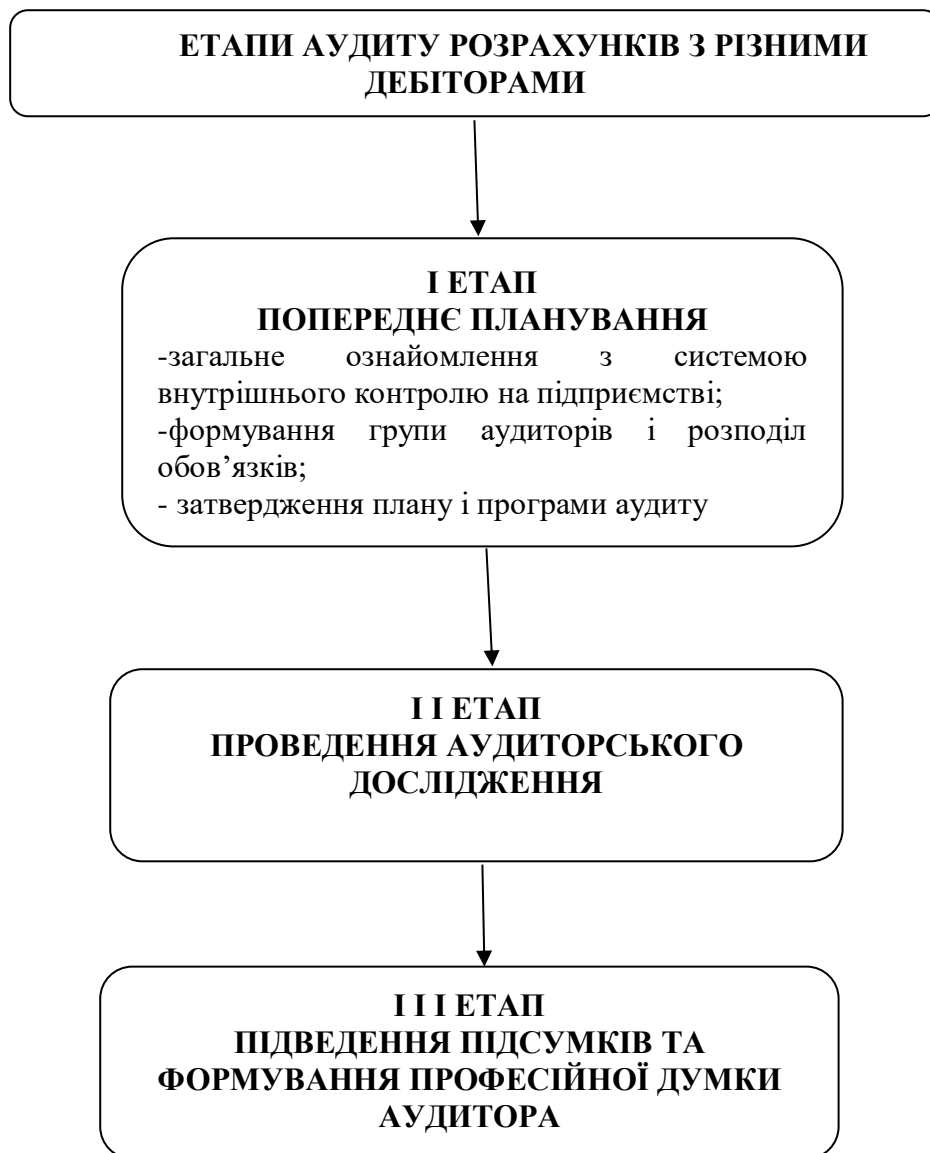 ЕТАПИ АУДИТУ РОЗРАХУНКІВ З РІЗНИМИ
ДЕБІТОРАМИ
І ЕТАП
ПОПЕРЕДНЄ ПЛАНУВАННЯ
-загальне ознайомлення з системою
внутрішнього контролю на підприємстві;
-формування групи аудиторів і розподіл
обов’язків;
- затвердження плану і програми аудиту
І І ЕТАП
ПРОВЕДЕННЯ АУДИТОРСЬКОГО
ДОСЛІДЖЕННЯ
І І І ЕТАП
ПІДВЕДЕННЯ ПІДСУМКІВ ТА
ФОРМУВАННЯ ПРОФЕСІЙНОЇ ДУМКИ
АУДИТОРА